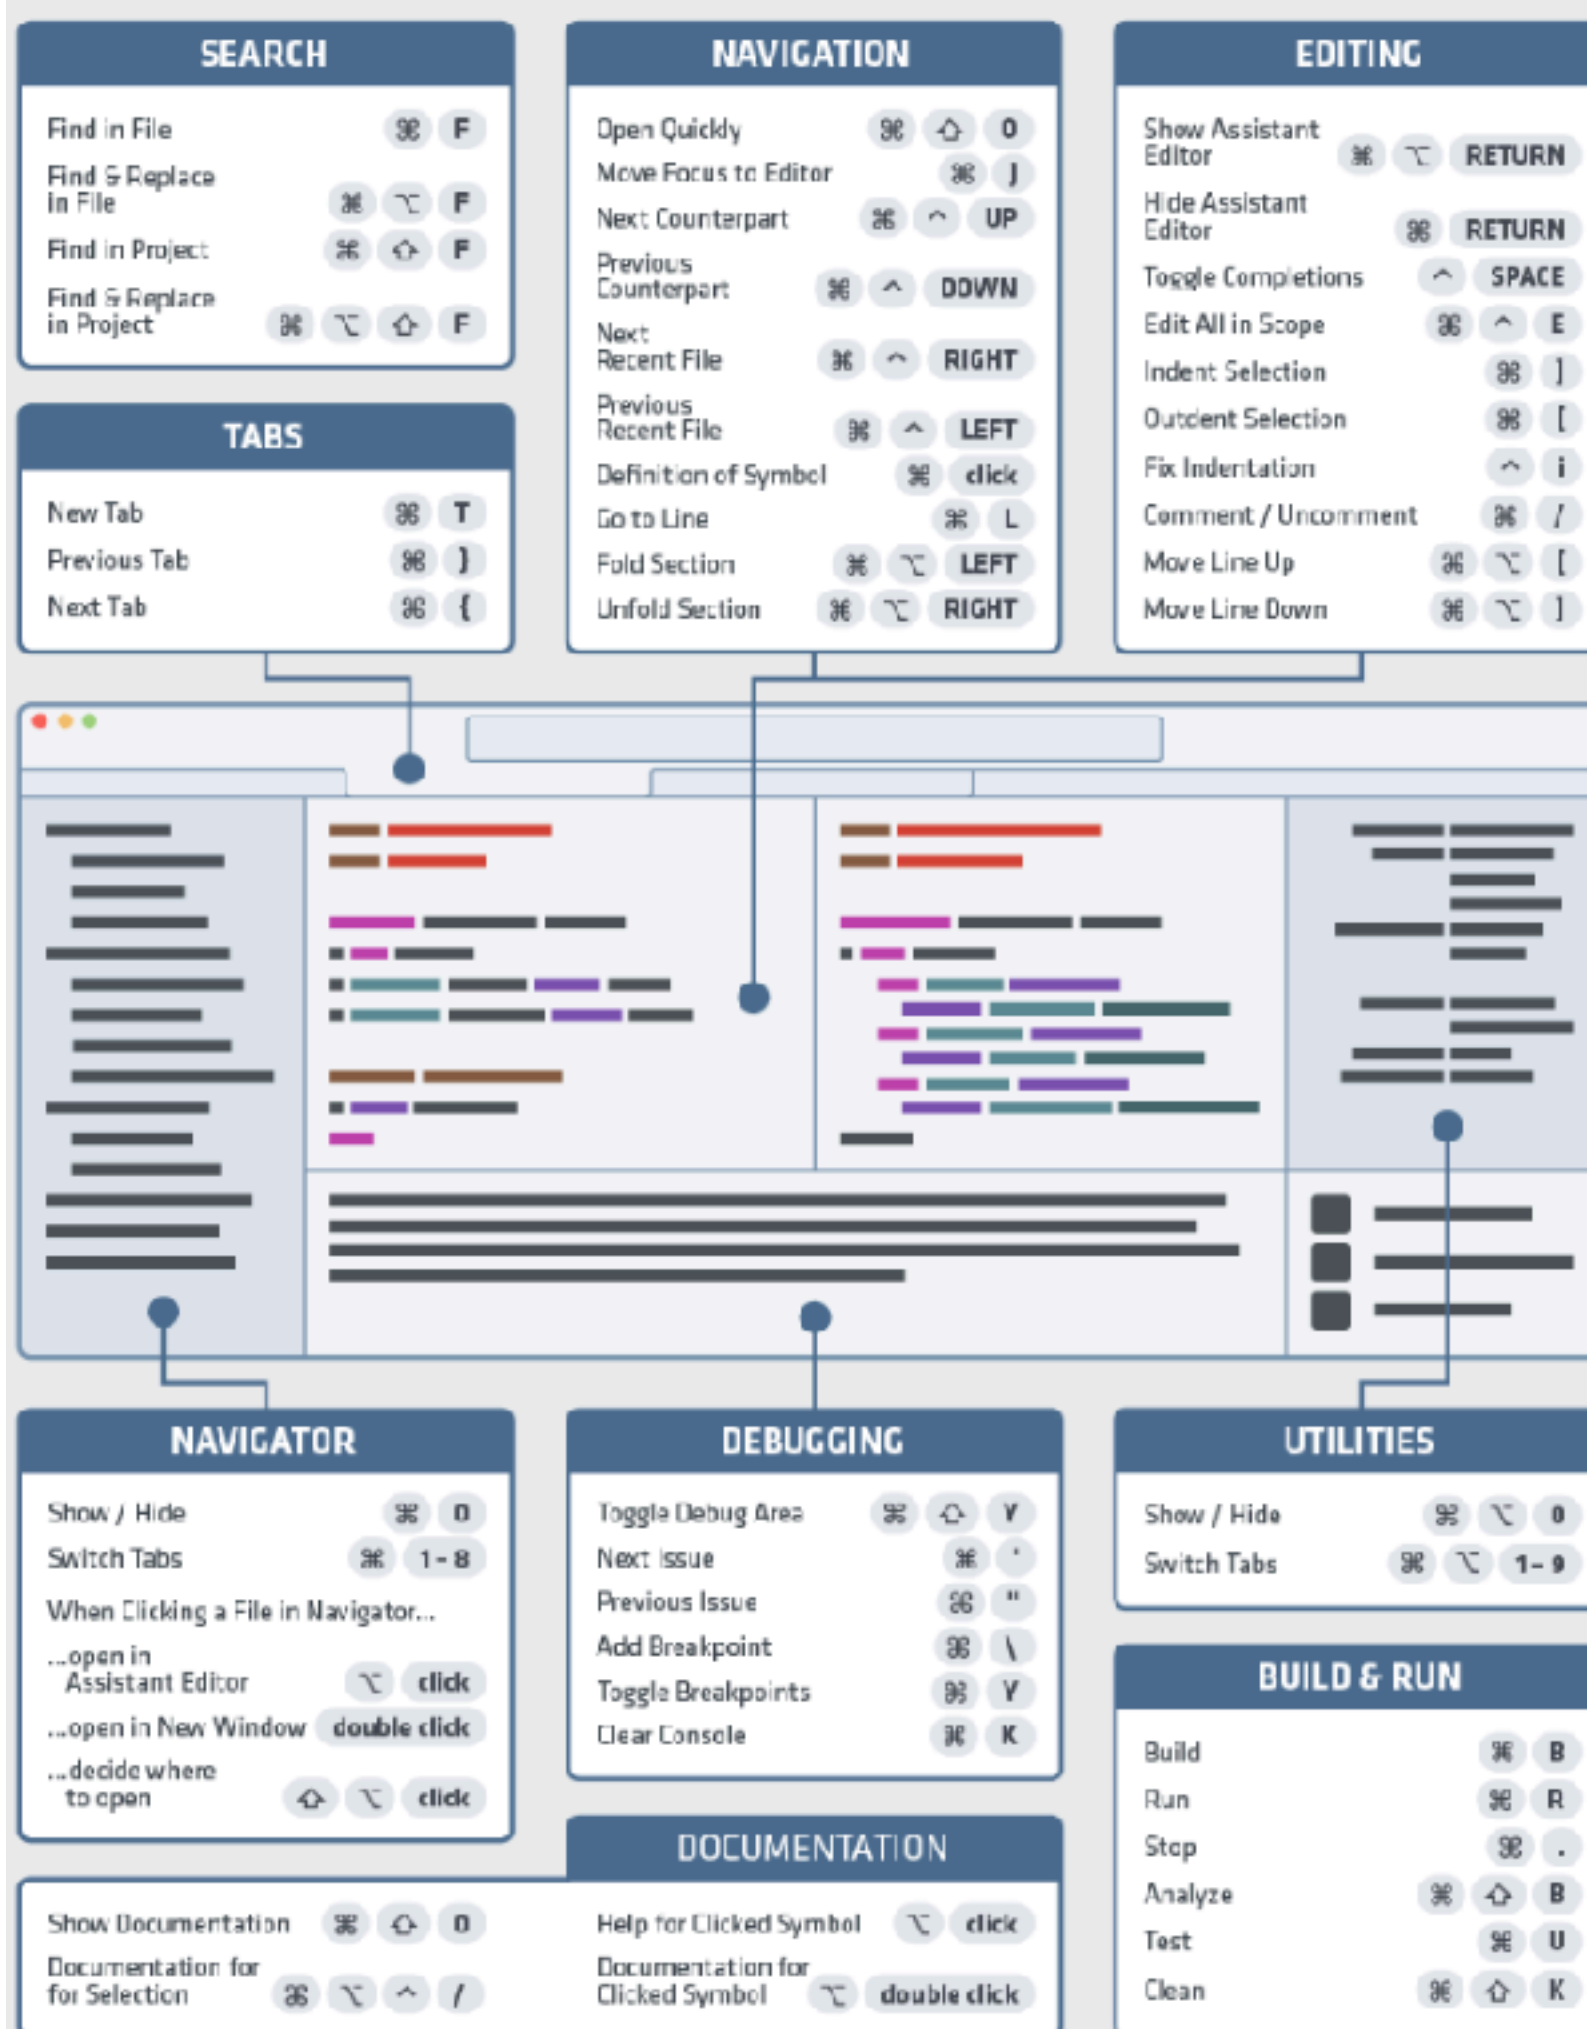 SEARCH
Find in File ⌘ F
Find & Replace
in File ⌘ ⌥ F
Find in Project ⌘ ⇧ F
Find & Replace
in Project ⌘ ⌥ ⇧ F
TABS
New Tab ⌘ T
Previous Tab ⌘ }
Next Tab ⌘ {
NAVIGATION
Open Quickly ⌘ ⇧ O
Move Focus to Editor ⌘ J
Next Counterpart ⌘ ^ UP
Previous
Counterpart ⌘ ^ DOWN
Next
Recent File ⌘ ^ RIGHT
Previous
Recent File ⌘ ^ LEFT
Definition of Symbol ⌘ click
Go to Line ⌘ L
Fold Section ⌘ ⌥ LEFT
Unfold Section ⌘ ⌥ RIGHT
EDITING
Show Assistant
Editor ⌘ ⌥ RETURN
Hide Assistant
Editor ⌘ RETURN
Toggle Completions ^ SPACE
Edit All in Scope ⌘ ^ E
Indent Selection ⌘ ]
Outdent Selection ⌘ [
Fix Indentation ^ i
Comment / Uncomment ⌘ /
Move Line Up ⌘ ⌥ [
Move Line Down ⌘ ⌥ ]
NAVIGATOR
Show / Hide ⌘ 0
Switch Tabs ⌘ 1 - 8
When Clicking a File in Navigator...
...open in
Assistant Editor ⌥ click
...open in New Window double click
...decide where
to open ⇧ ⌥ click
DEBUGGING
Toggle Debug Area ⌘ ⇧ Y
Next Issue ⌘ '
Previous Issue ⌘ "
Add Breakpoint ⌘ \
Toggle Breakpoints ⌘ Y
Clear Console ⌘ K
UTILITIES
Show / Hide ⌘ ⌥ 0
Switch Tabs ⌘ ⌥ 1 - 9
BUILD & RUN
Build ⌘ B
Run ⌘ R
Stop ⌘ .
Analyze ⌘ ⇧ B
Test ⌘ U
Clean ⌘ ⇧ K
DOCUMENTATION
Show Documentation ⌘ ⇧ 0
Documentation for
for Selection ⌘ ⌥ ^ /
Help for Clicked Symbol ⌥ click
Documentation for
Clicked Symbol ⌥ double click